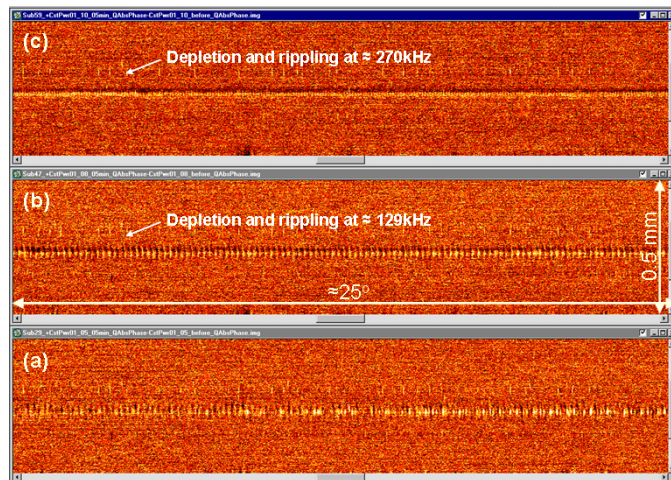 Sub59_+CstPwr01_10_05min_QAbsPhase-CstPwr01_10_before_QAbsPhase.img
(c)
Depletion and rippling at ≈ 270kHz
Sub47_+CstPwr01_08_05min_QAbsPhase-CstPwr01_08_before_QAbsPhase.img
(b)
Depletion and rippling at ≈ 129kHz
0.5 mm
≈25°
Sub29_+CstPwr01_05_05min_QAbsPhase-CstPwr01_05_before_QAbsPhase.img
(a)